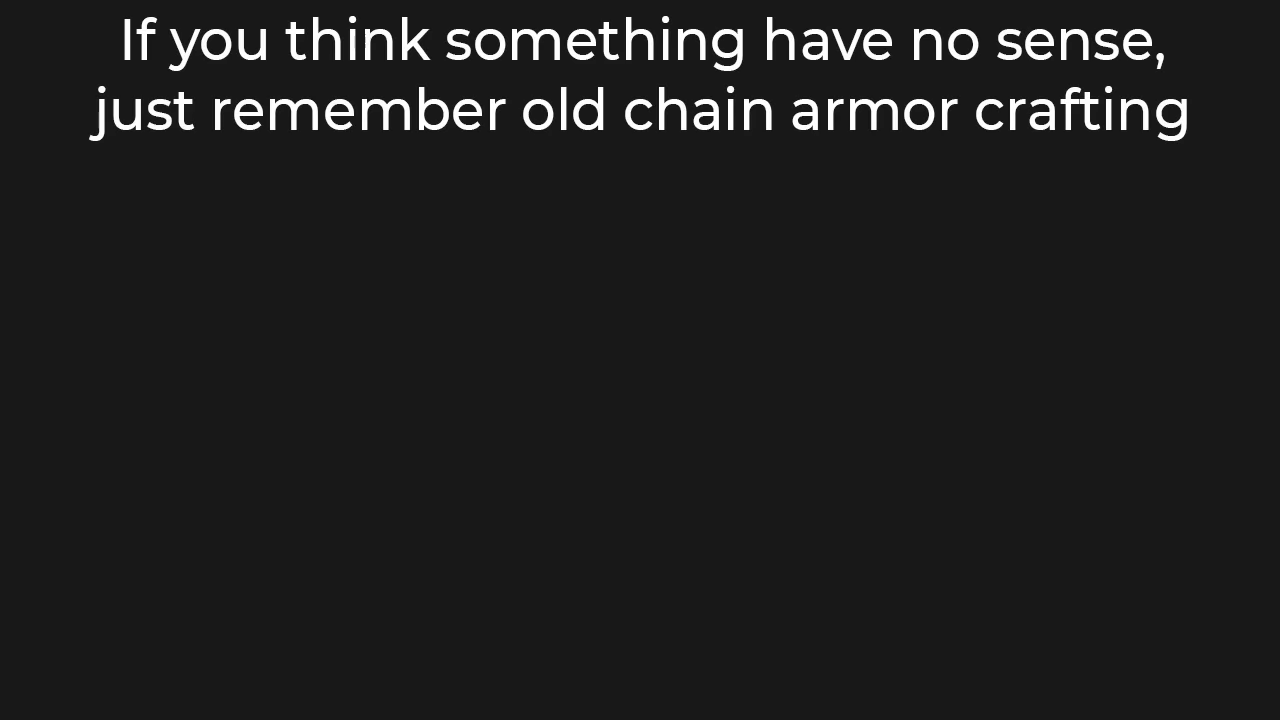 If you think something have no sense,
just remember old chain armor crafting